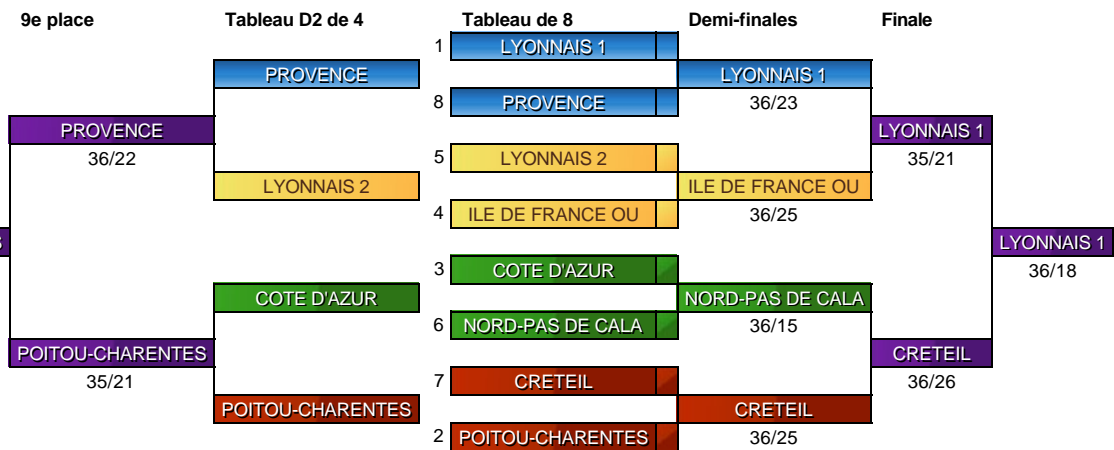 9e place Tableau D2 de 4 Tableau de 8 Demi-finales Finale
1 LYONNAIS 1
PROVENCE LYONNAIS 1
8 PROVENCE 36/23
PROVENCE LYONNAIS 1
36/22 5 LYONNAIS 2 35/21
LYONNAIS 2 ILE DE FRANCE OU
4 ILE DE FRANCE OU 36/25
S LYONNAIS 1
3 COTE D'AZUR 36/18
COTE D'AZUR NORD-PAS DE CALA
6 NORD-PAS DE CALA 36/15
POITOU-CHARENTES CRETEIL
35/21 7 CRETEIL 36/26
POITOU-CHARENTES CRETEIL
2 POITOU-CHARENTES 36/25